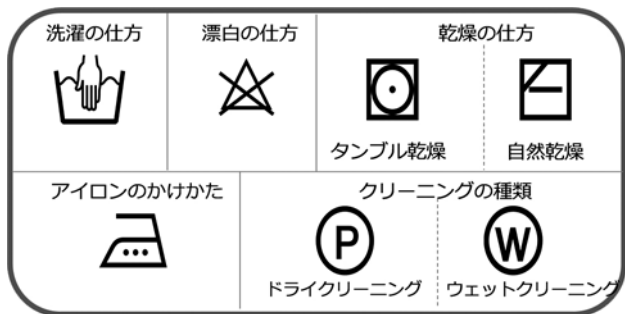 洗濯の仕方
漂白の仕方
乾燥の仕方
タンブル乾燥
自然乾燥
アイロンのかけかた
クリーニングの種類
P
W
ドライクリーニング
ウェットクリーニング